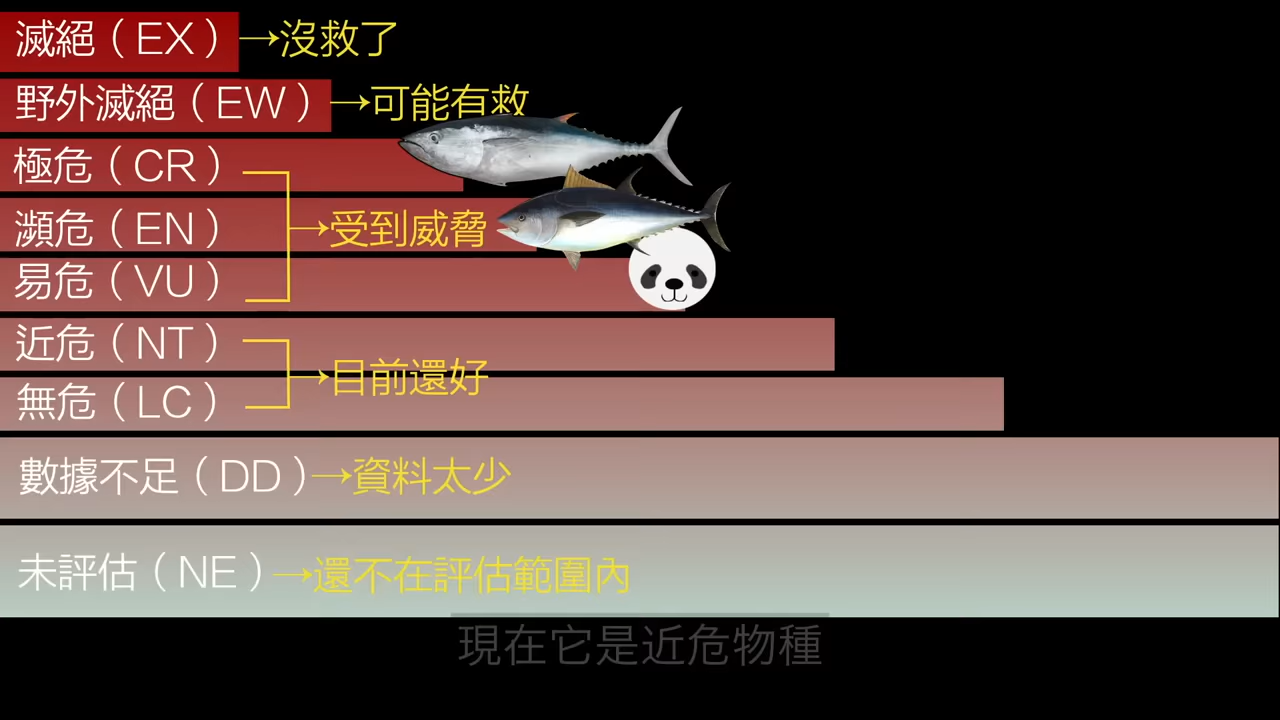 滅絕（EX）→沒救了
野外滅絕（EW）→可能有救
極危（CR）
瀕危（EN）→受到威脅
易危（VU）
近危（NT）
→目前還好
無危（LC）
數據不足（DD）→資料太少
未評估（NE）→還不在評估範圍內
現在它是近危物種